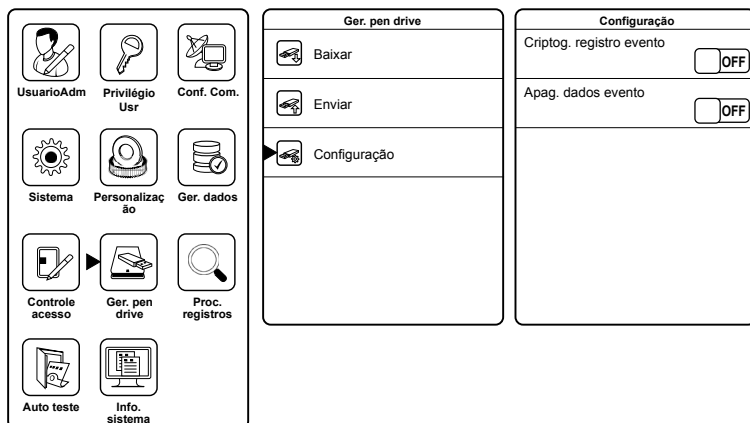 UsuarioAdm
Privilégio
Usr
Conf. Com.
Sistema
Personalizaç
ão
Ger. dados
Controle
acesso
Ger. pen
drive
Proc.
registros
Auto teste
Info.
sistema
Ger. pen drive
Baixar
Enviar
Configuração
Configuração
Criptog. registro evento
OFF
Apag. dados evento
OFF